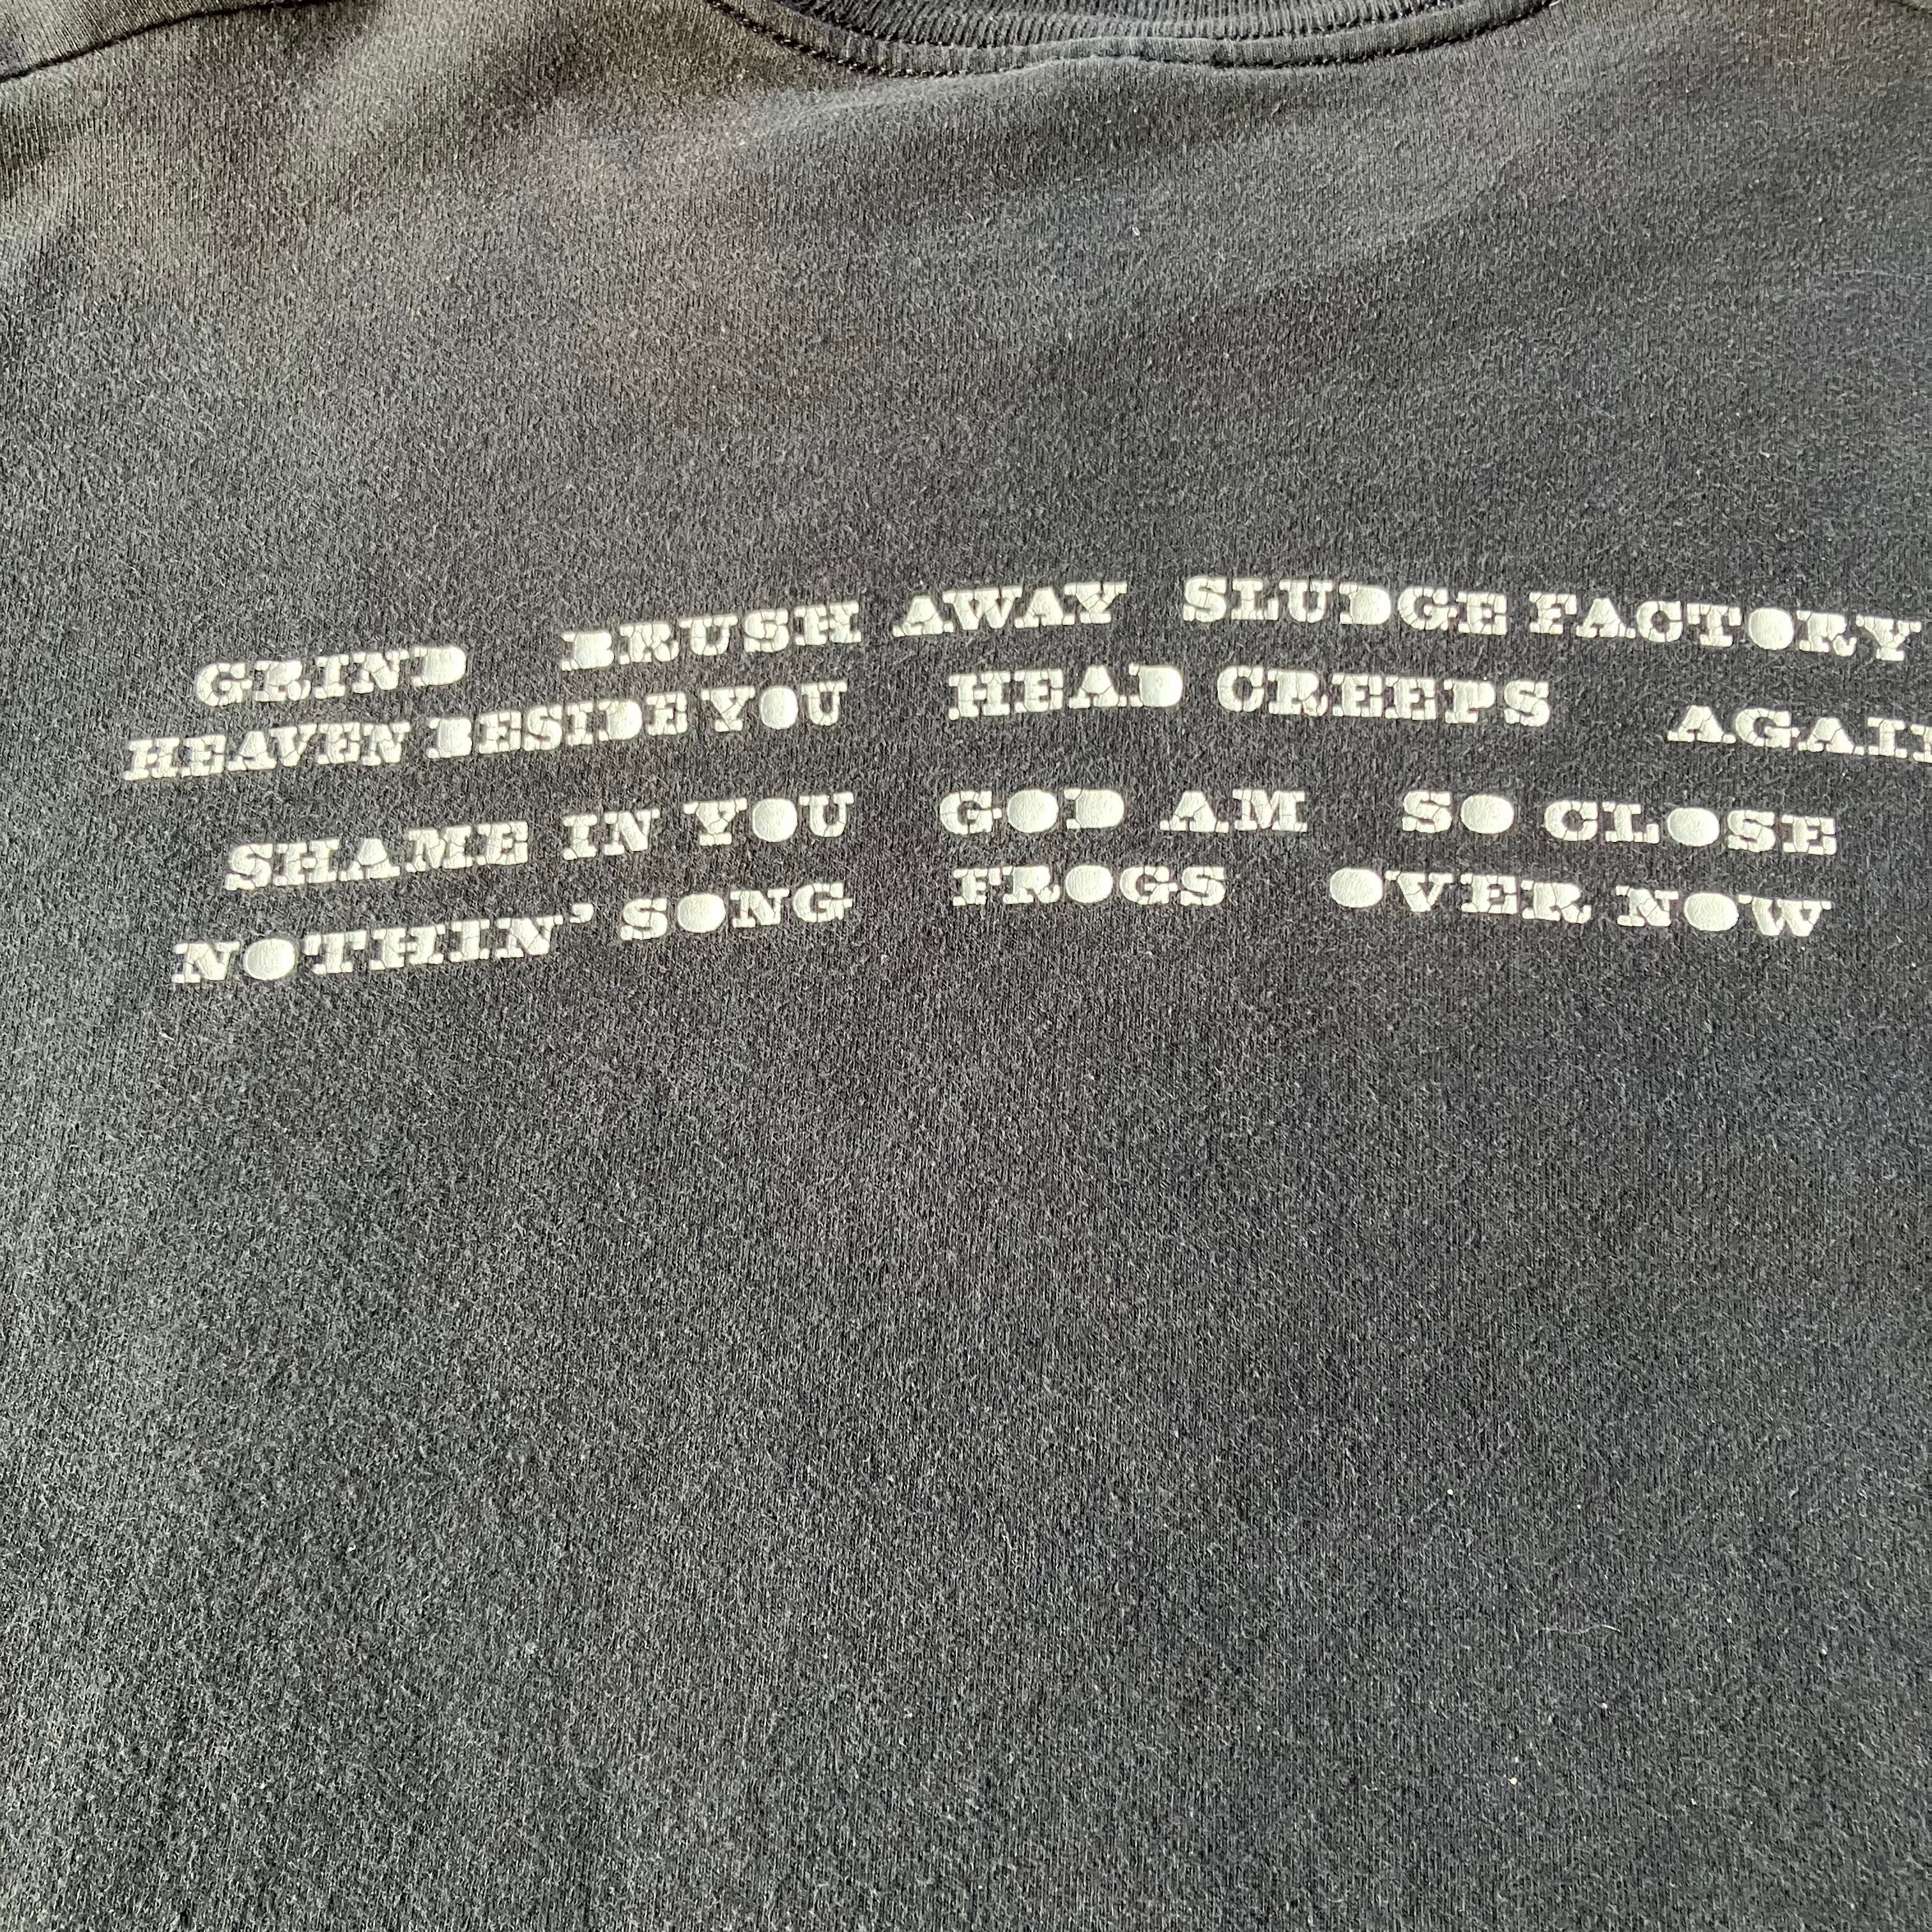 GRIND BRUSH AWAY SLUDGE FACTORY
HEAVEN BESIDE YOU HEAD CREEPS
SHAME IN YOU GOD AM SO CLOSE
NOTHIN' SONG FROGS OVER NOW